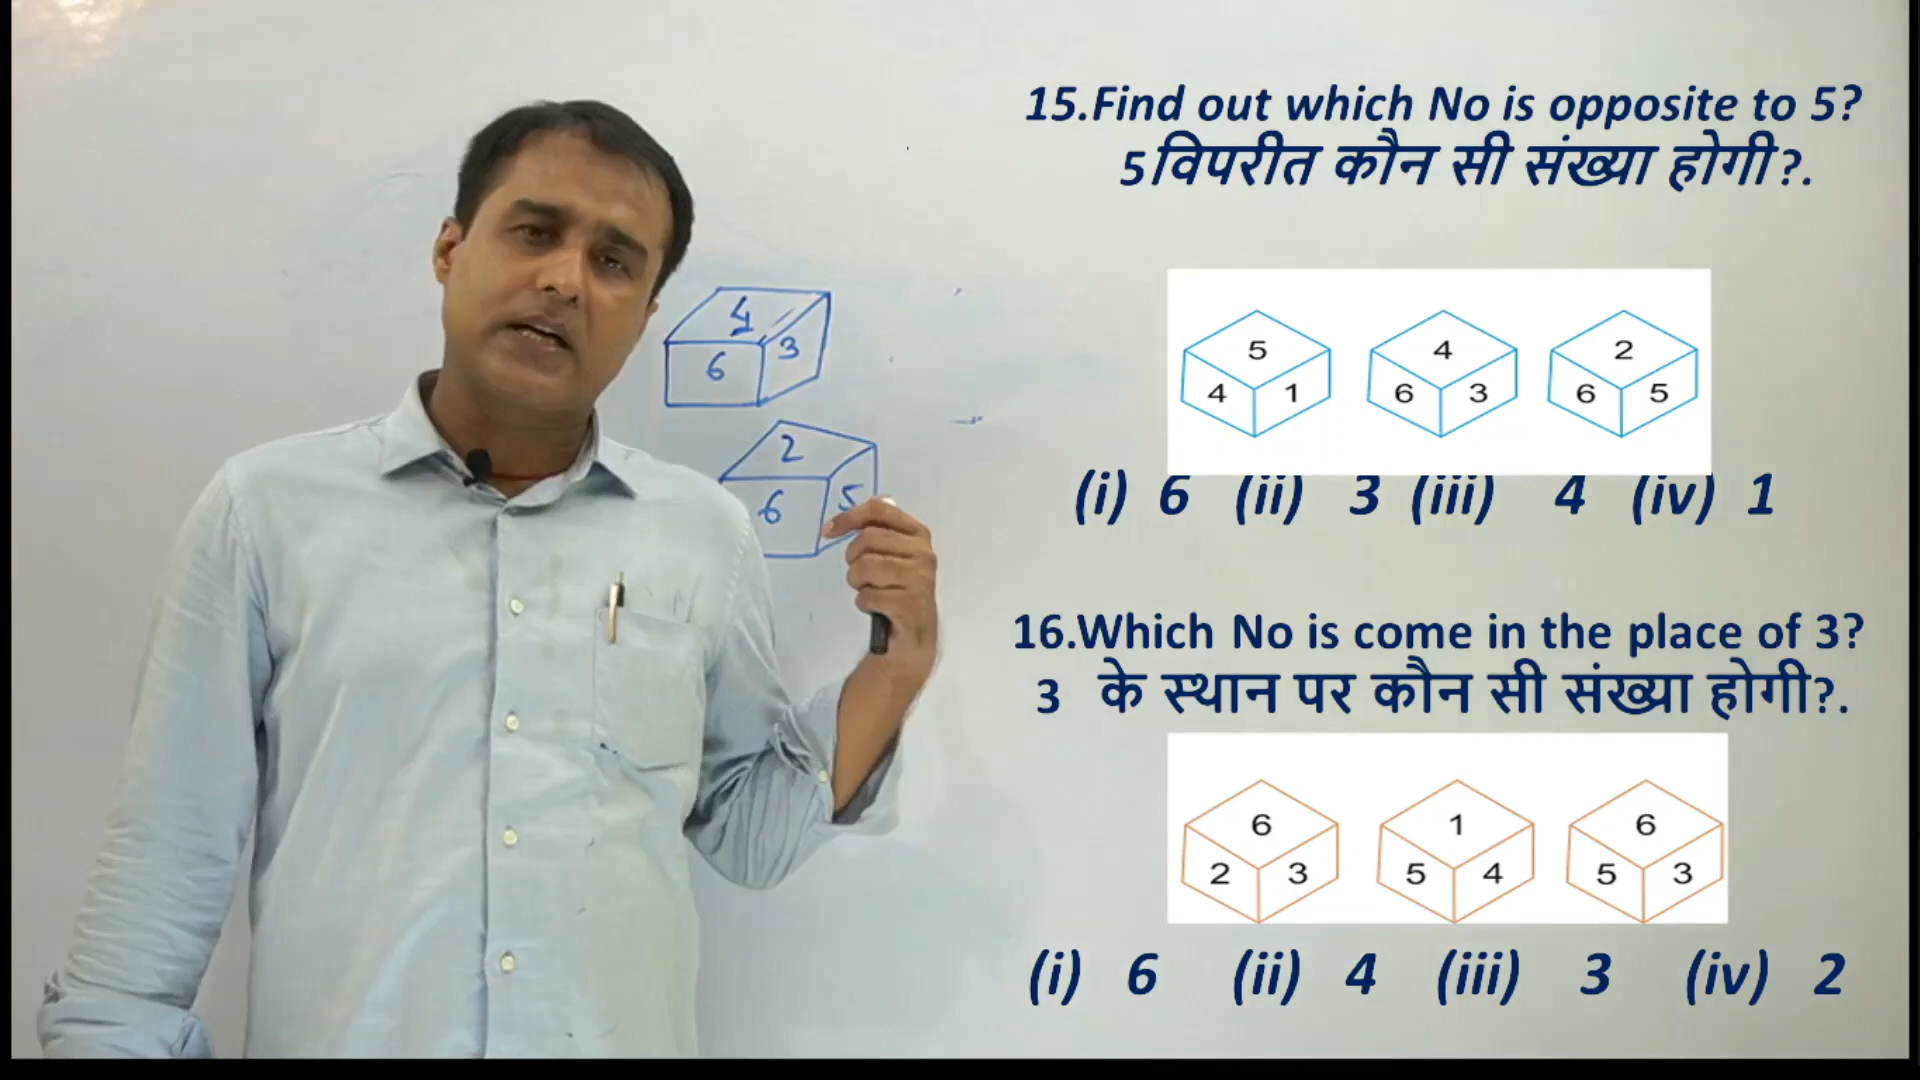 15.Find out which No is opposite to 5?
5विपरीत कौन सी संख्या होगी?.
5
4 1
4
6 3
2
6 5
(i) 6 (ii) 3 (iii) 4 (iv) 1
16.Which No is come in the place of 3?
3 के स्थान पर कौन सी संख्या होगी?.
6
2 3
1
5 4
6
5 3
(i) 6 (ii) 4 (iii) 3 (iv) 2
4
6 3
2
6 5